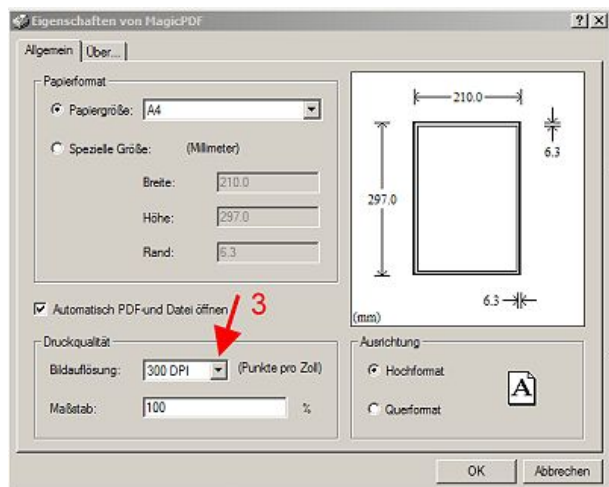 Eigenschaften von MagicPDF
Allgemein Über...
Papierformat
Papiergröße: A4
Spezielle Größe: (Millimeter)
Breite: 210.0
Höhe: 297.0
Rand: 6.3
210.0
6.3
297.0
6.3
(mm)
Automatisch PDF-und Datei öffnen 3
Druckqualität
Bildauflösung: 300 DPI (Punkte pro Zoll)
Maßstab: 100 %
Ausrichtung
Hochformat
A
Querformat
OK Abbrechen